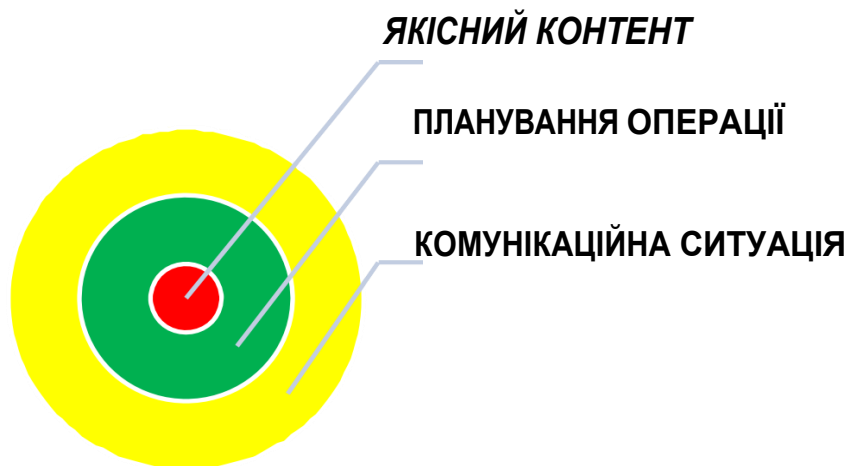 ЯКІСНИЙ КОНТЕНТ
ПЛАНУВАННЯ ОПЕРАЦІЇ
КОМУНІКАЦІЙНА СИТУАЦІЯ